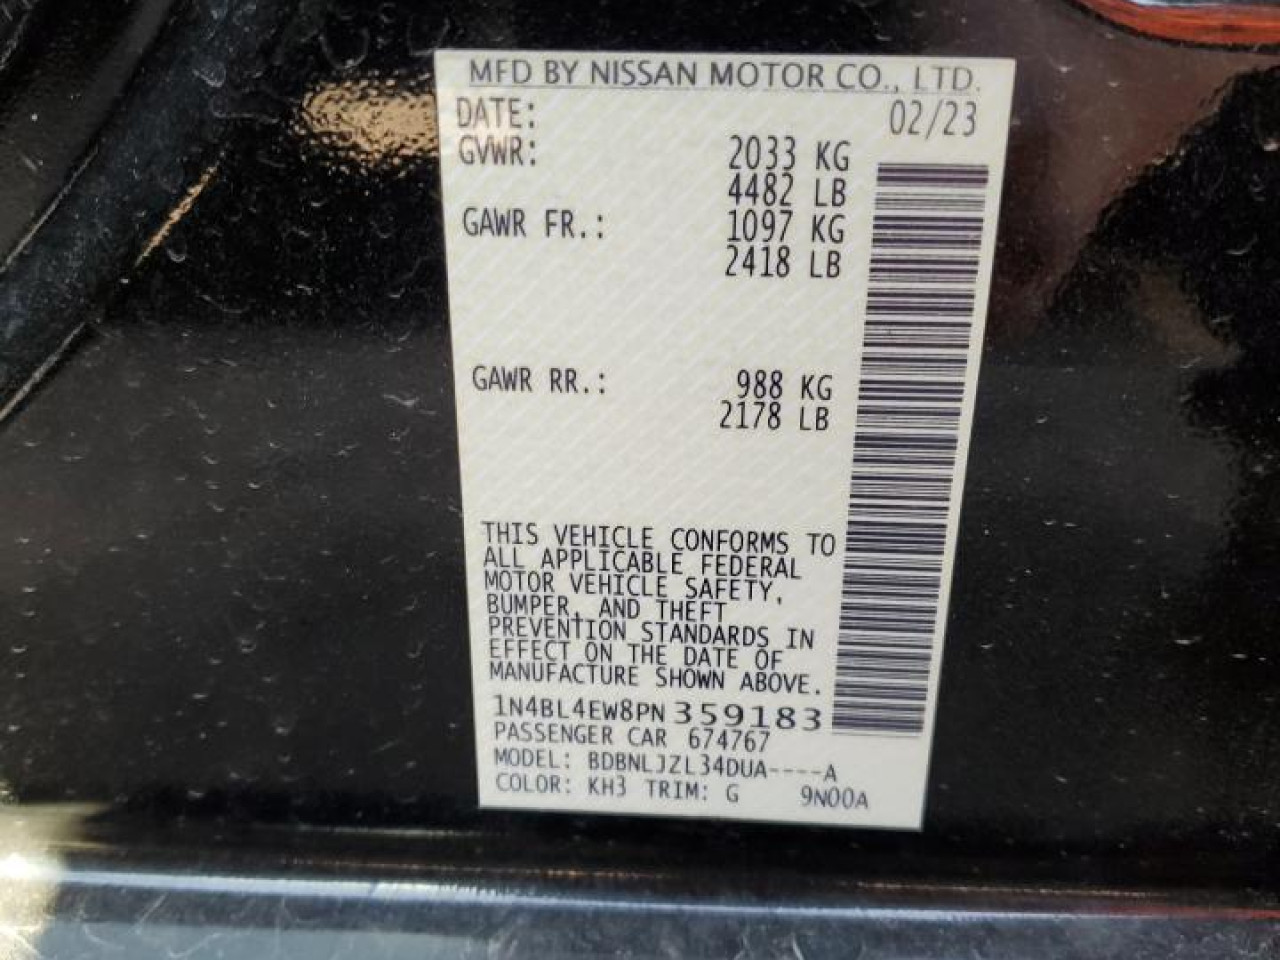 MFD BY NISSAN MOTOR CO., LTD.
DATE: 02/23
GVWR: 2033 KG
4482 LB
GAWR FR.: 1097 KG
2418 LB
GAWR RR.: 988 KG
2178 LB
THIS VEHICLE CONFORMS TO
ALL APPLICABLE FEDERAL
MOTOR VEHICLE SAFETY,
BUMPER, AND THEFT
PREVENTION STANDARDS IN
EFFECT ON THE DATE OF
MANUFACTURE SHOWN ABOVE.
1N4BL4EW8PN359183
PASSENGER CAR 674767
MODEL: BDBNLJZL34DUA----A
COLOR: KH3 TRIM: G 9N00A